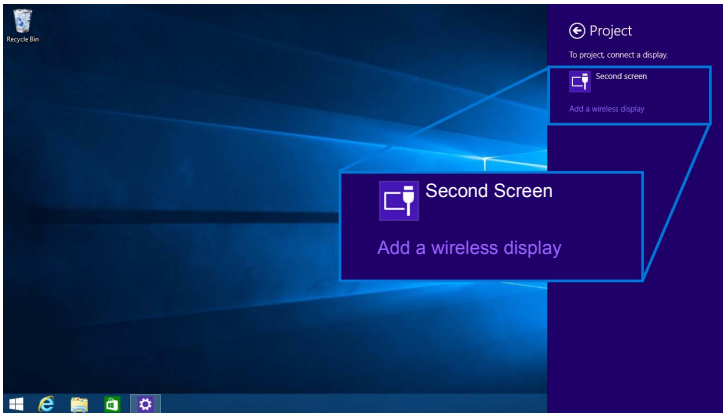 Recycle Bin
Project
To project, connect a display.
Second screen
Add a wireless display
Second Screen
Add a wireless display